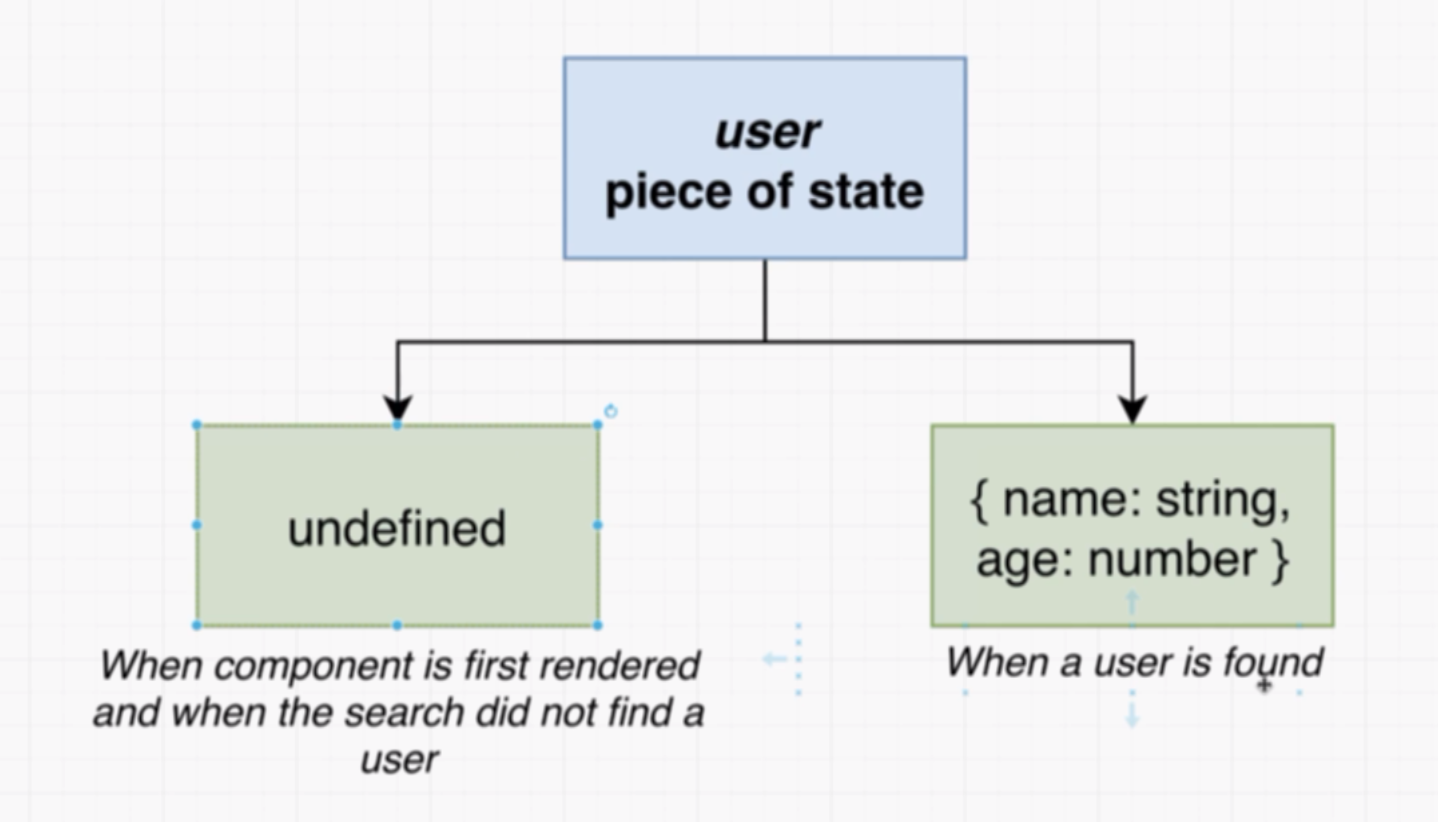 user
piece of state
undefined
{ name: string,
age: number }
When component is first rendered
and when the search did not find a
user
When a user is found